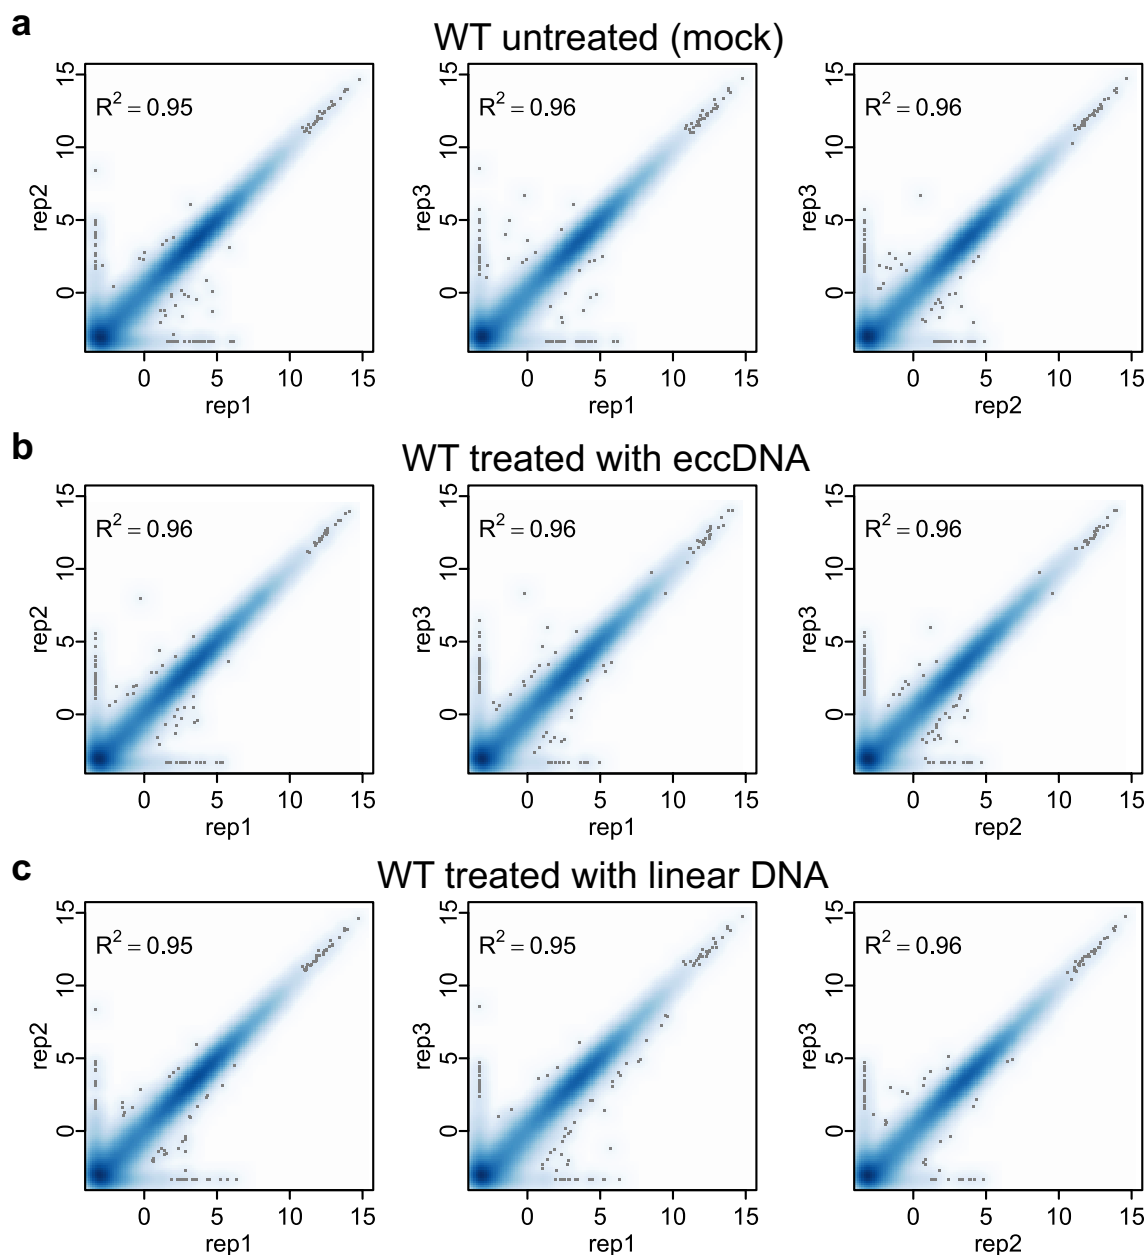 a
WT untreated (mock)
R² = 0.95
rep2
15
10
5
0
0 5 10 15
rep1
R² = 0.96
rep3
15
10
5
0
0 5 10 15
rep1
R² = 0.96
rep3
15
10
5
0
0 5 10 15
rep2
b
WT treated with eccDNA
R² = 0.96
rep2
15
10
5
0
0 5 10 15
rep1
R² = 0.96
rep3
15
10
5
0
0 5 10 15
rep1
R² = 0.96
rep3
15
10
5
0
0 5 10 15
rep2
c
WT treated with linear DNA
R² = 0.95
rep2
15
10
5
0
0 5 10 15
rep1
R² = 0.95
rep3
15
10
5
0
0 5 10 15
rep1
R² = 0.96
rep3
15
10
5
0
0 5 10 15
rep2